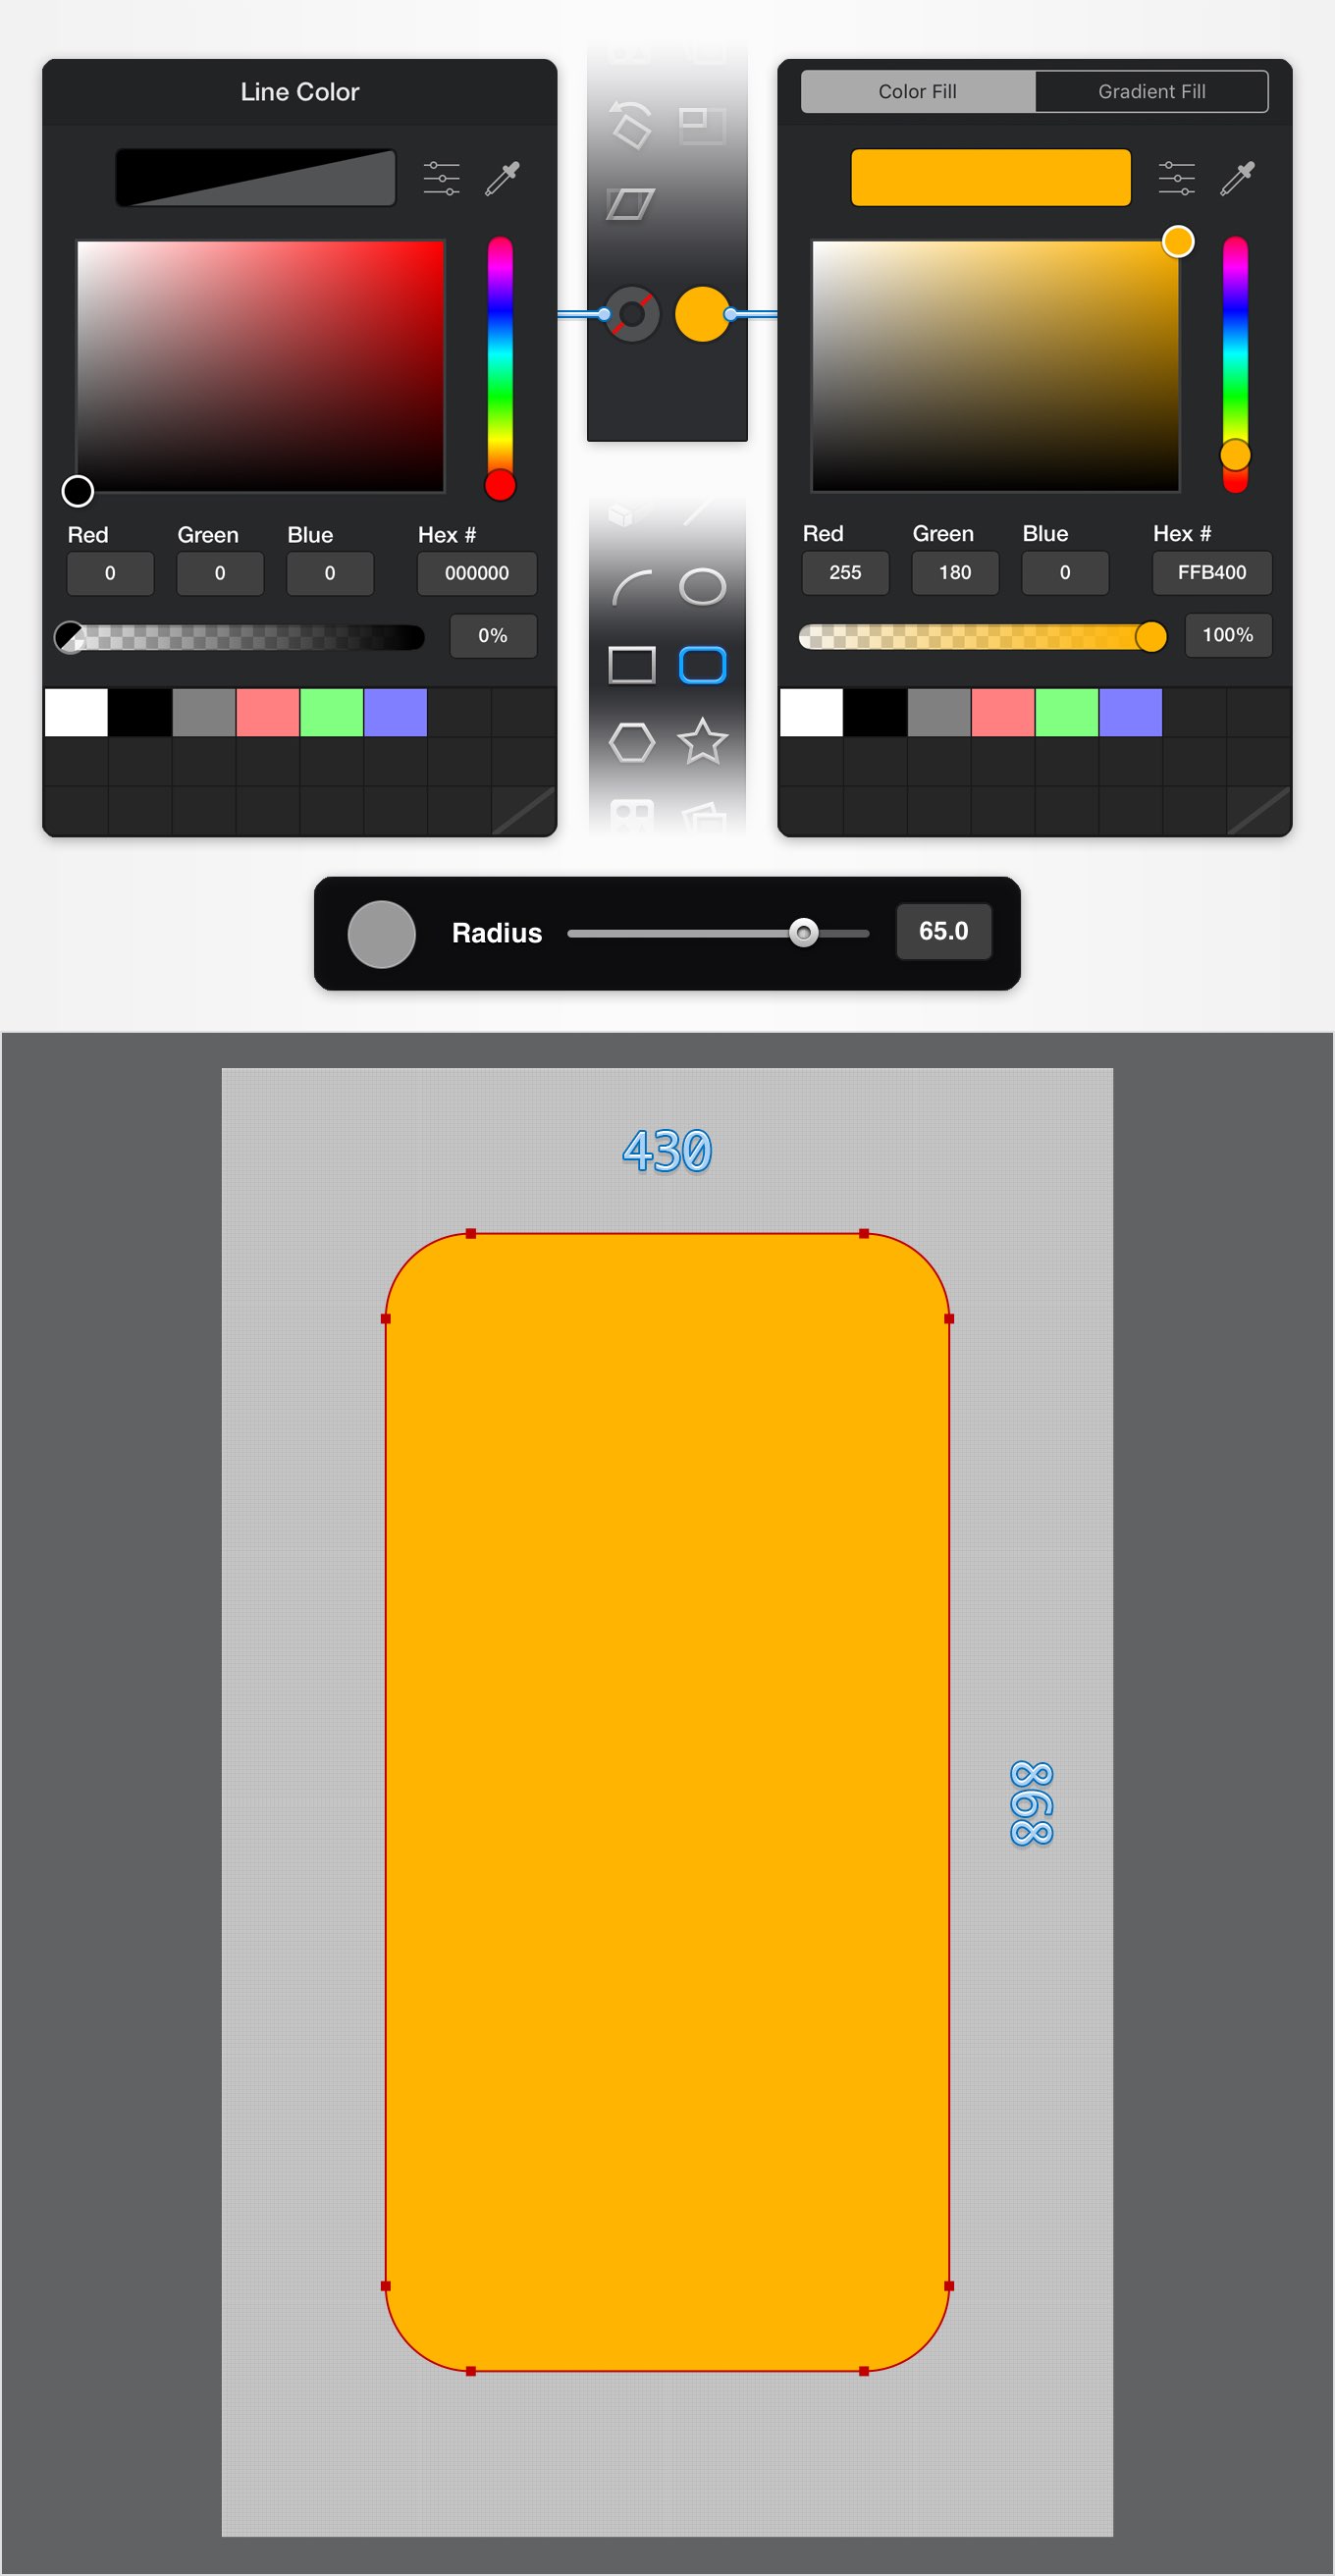 Line Color
Red Green Blue Hex #
0 0 0 000000
0%
Color Fill Gradient Fill
Red Green Blue Hex #
255 180 0 FFB400
100%
Radius 65.0
430
868